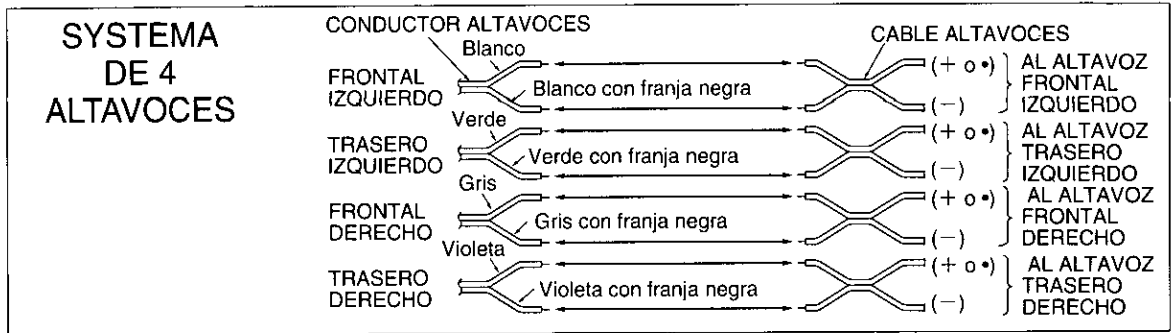 SYSTEMA
DE 4
ALTAVOCES
CONDUCTOR ALTAVOCES
CABLE ALTAVOCES
FRONTAL
IZQUIERDO
Blanco
Blanco con franja negra
(+ o •)
(−)
AL ALTAVOZ
FRONTAL
IZQUIERDO
TRASERO
IZQUIERDO
Verde
Verde con franja negra
(+ o •)
(−)
AL ALTAVOZ
TRASERO
IZQUIERDO
FRONTAL
DERECHO
Gris
Gris con franja negra
(+ o •)
(−)
AL ALTAVOZ
FRONTAL
DERECHO
TRASERO
DERECHO
Violeta
Violeta con franja negra
(+ o •)
(−)
AL ALTAVOZ
TRASERO
DERECHO